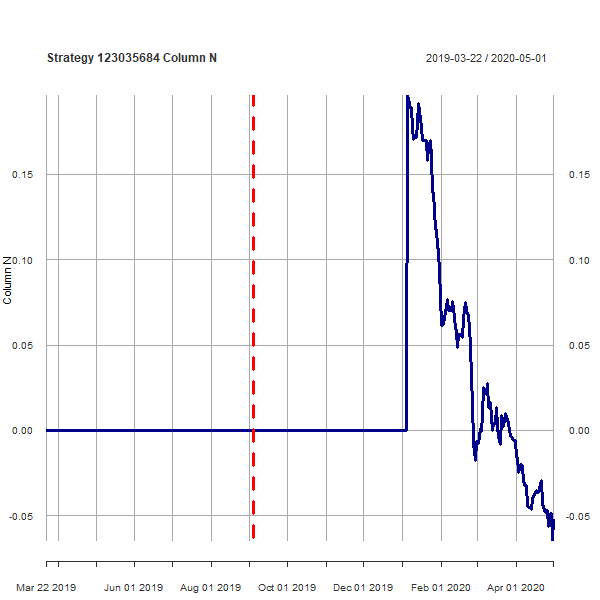 Strategy 123035684 Column N
2019-03-22 / 2020-05-01
0.15
0.10
0.05
0.00
-0.05
Column N
0.15
0.10
0.05
0.00
-0.05
Mar 22 2019
Jun 01 2019
Aug 01 2019
Oct 01 2019
Dec 01 2019
Feb 01 2020
Apr 01 2020